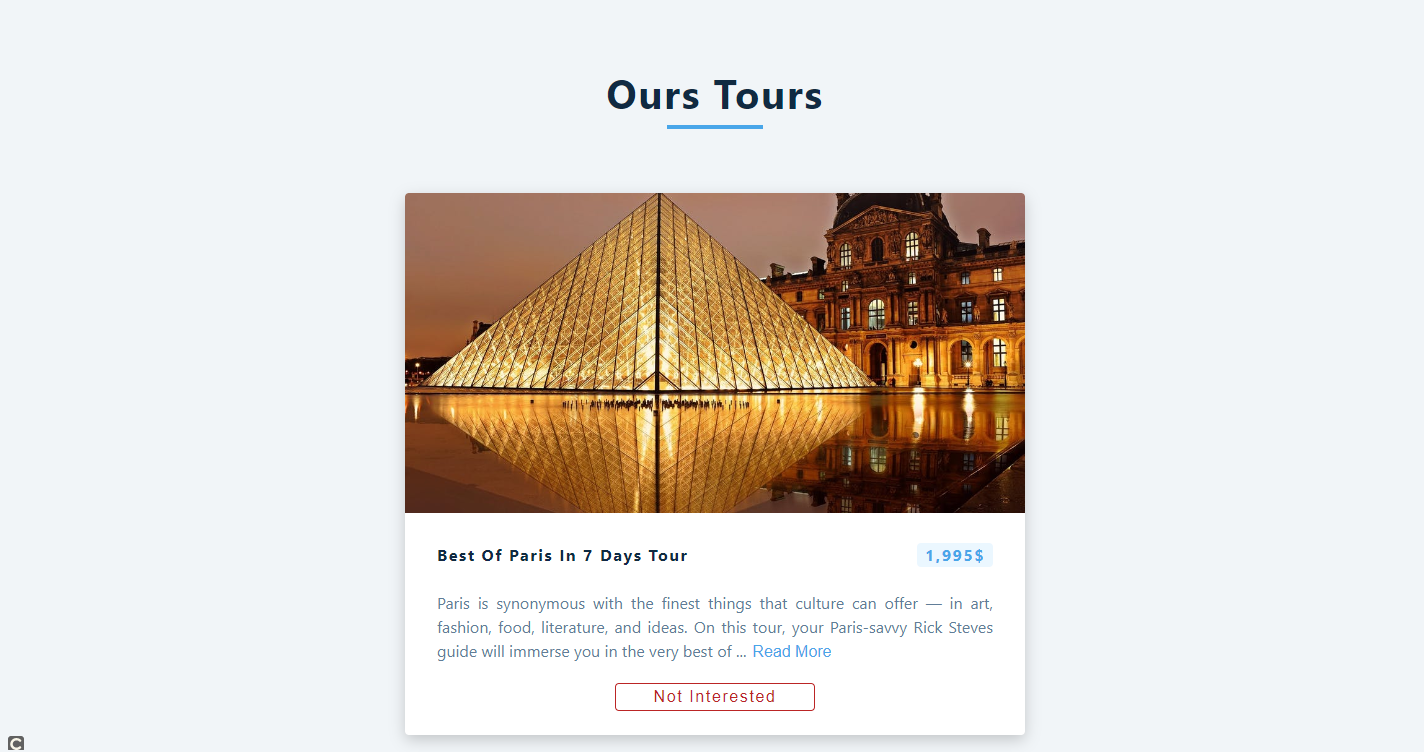 Ours Tours
Best Of Paris In 7 Days Tour
1,995$
Paris is synonymous with the finest things that culture can offer — in art,
fashion, food, literature, and ideas. On this tour, your Paris-savvy Rick Steves
guide will immerse you in the very best of ... Read More
Not Interested
C